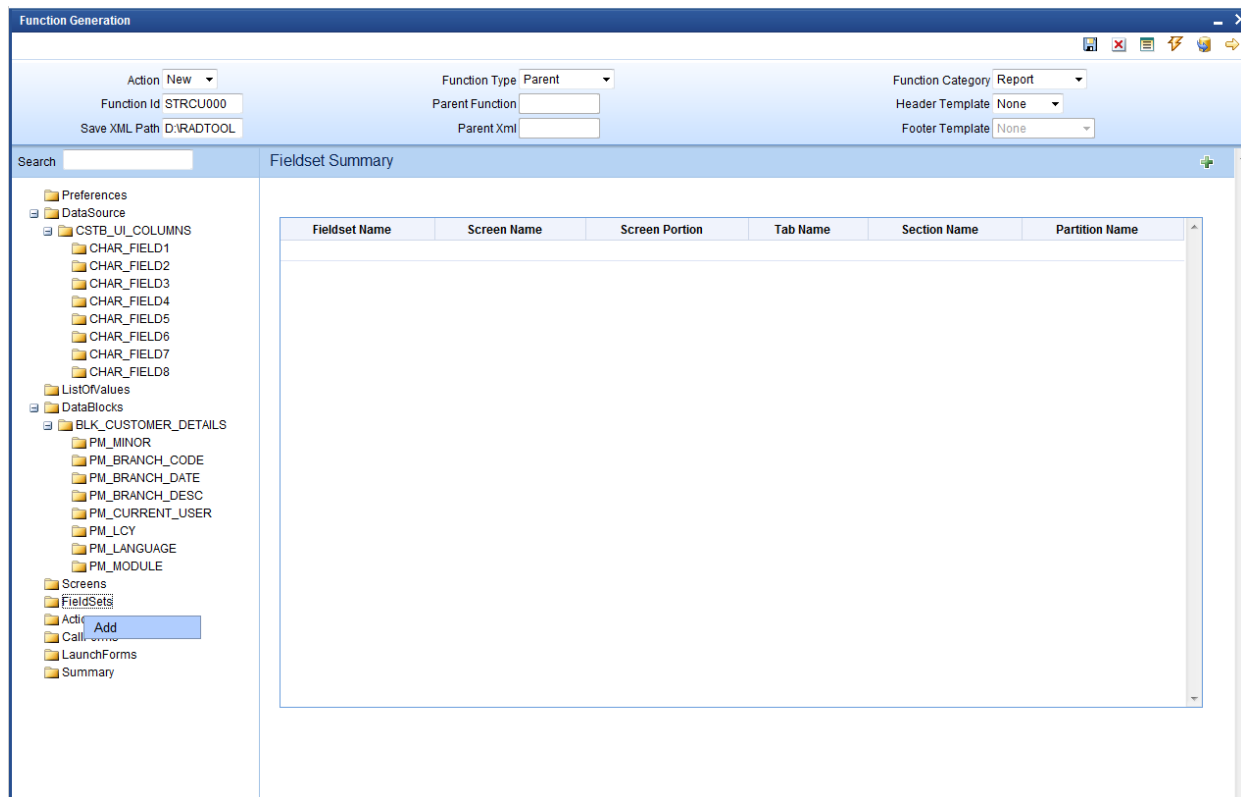 Function Generation
Action New Function Type Parent Function Category Report
Function Id STRCU000 Parent Function Header Template None
Save XML Path D:\RADTOOL Parent Xml Footer Template None
Search Fieldset Summary
Fieldset Name Screen Name Screen Portion Tab Name Section Name Partition Name
Preferences
DataSource
CSTB_UI_COLUMNS
CHAR_FIELD1
CHAR_FIELD2
CHAR_FIELD3
CHAR_FIELD4
CHAR_FIELD5
CHAR_FIELD6
CHAR_FIELD7
CHAR_FIELD8
ListOfValues
DataBlocks
BLK_CUSTOMER_DETAILS
PM_MINOR
PM_BRANCH_CODE
PM_BRANCH_DATE
PM_BRANCH_DESC
PM_CURRENT_USER
PM_LCY
PM_LANGUAGE
PM_MODULE
Screens
FieldSets
Add
LaunchForms
Summary